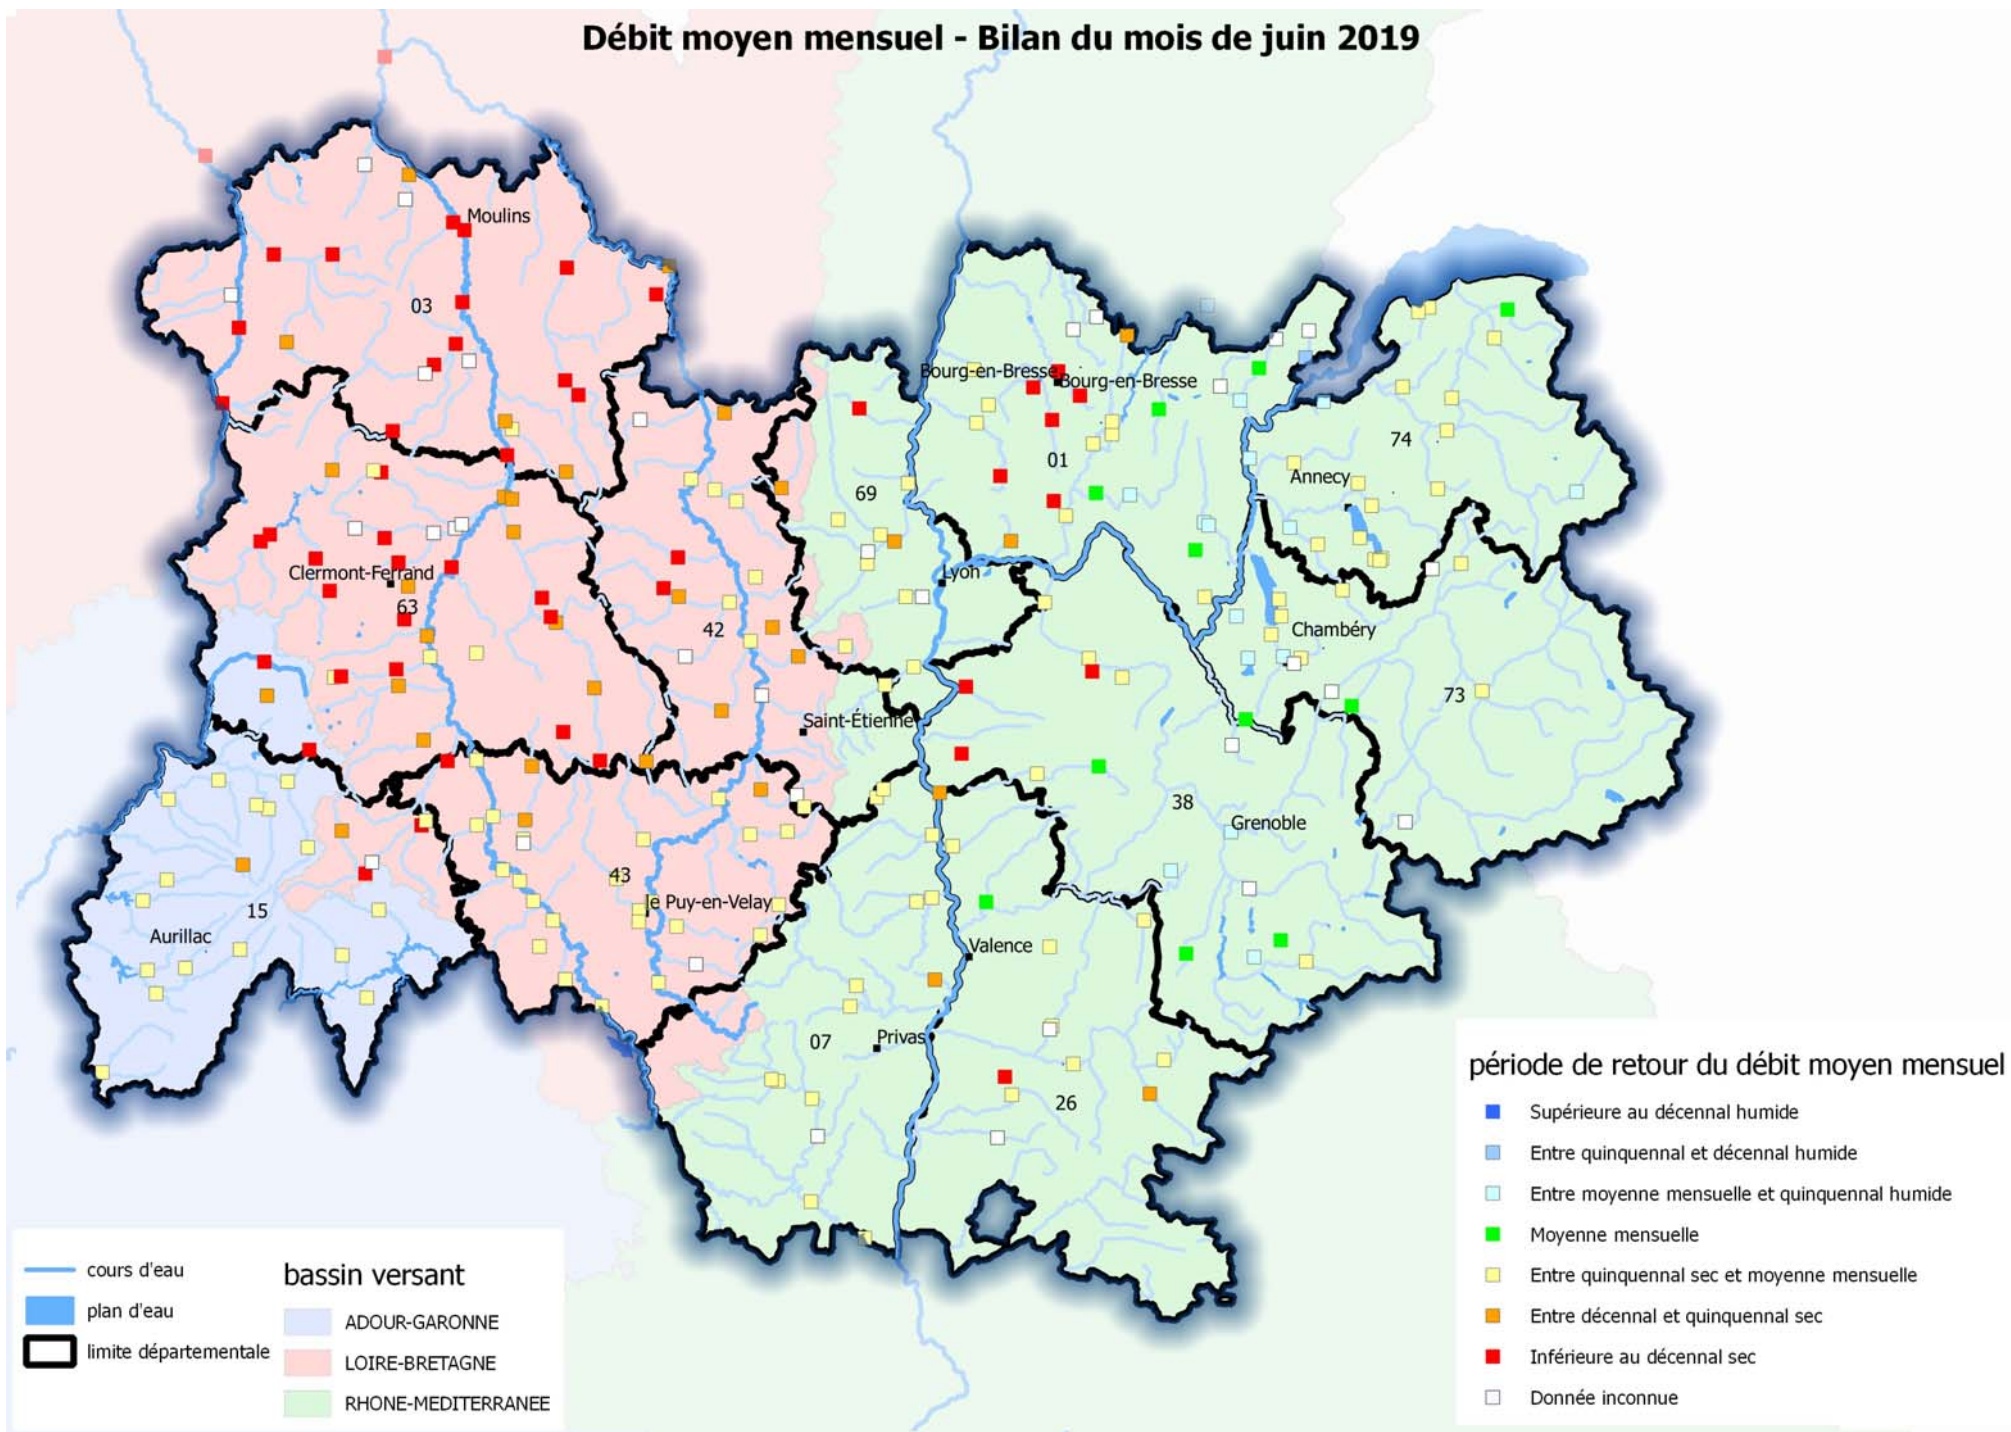 Débit moyen mensuel - Bilan du mois de juin 2019
Moulins
03
Bourg-en-Bresse
Bourg-en-Bresse
74
01
Annecy
69
Clermont-Ferrand
Lyon
63
42
Chambéry
73
Saint-Étienne
38
Grenoble
43
le Puy-en-Velay
15
Aurillac
Valence
07
Privas
26
période de retour du débit moyen mensuel
Supérieure au décennal humide
Entre quinquennal et décennal humide
Entre moyenne mensuelle et quinquennal humide
Moyenne mensuelle
Entre quinquennal sec et moyenne mensuelle
Entre décennal et quinquennal sec
Inférieure au décennal sec
Donnée inconnue
cours d'eau
plan d'eau
limite départementale
bassin versant
ADOUR-GARONNE
LOIRE-BRETAGNE
RHONE-MEDITERRANEE